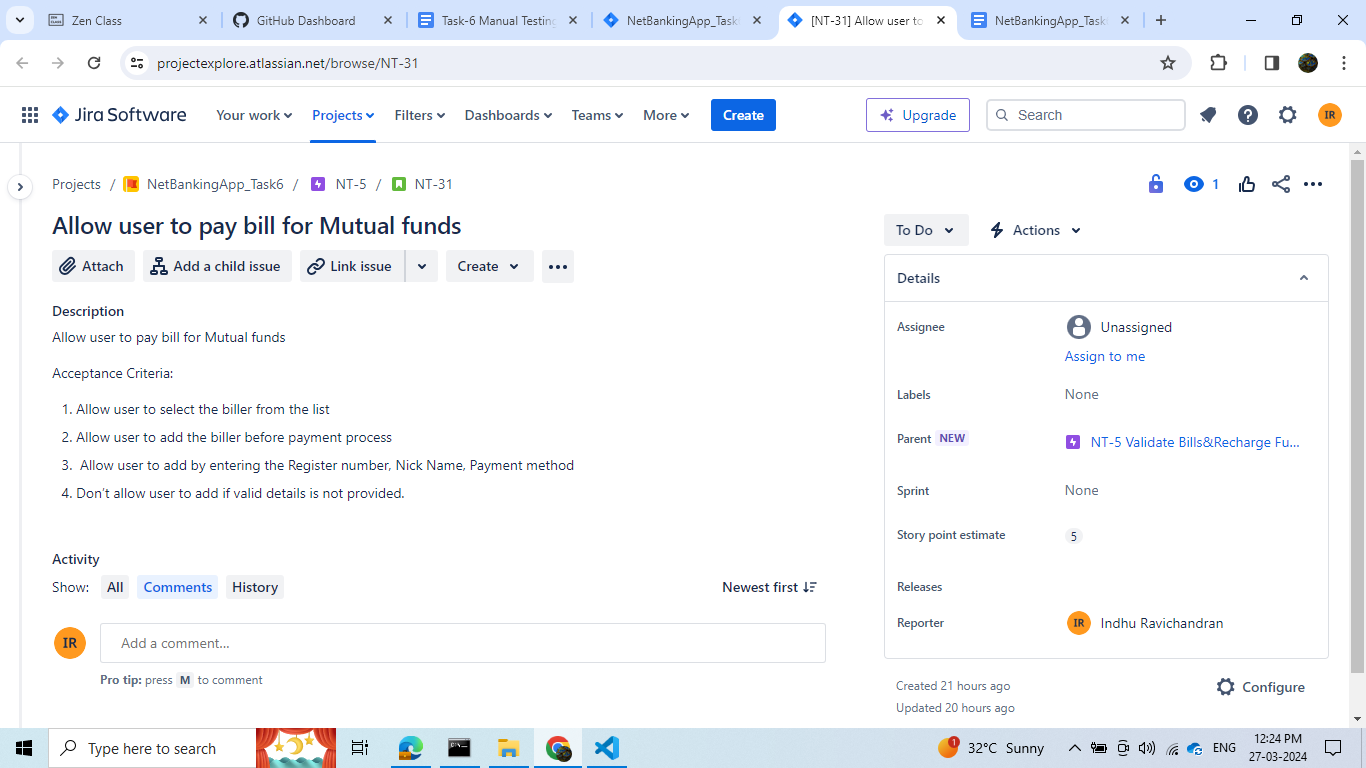 Zen Class
GitHub Dashboard
Task-6 Manual Testing
NetBankingApp_Task
[NT-31] Allow user to
NetBankingApp_Task
projectexplore.atlassian.net/browse/NT-31
Jira Software
Your work
Projects
Filters
Dashboards
Teams
More
Create
Upgrade
Search
IR
Projects / NetBankingApp_Task6 / NT-5 / NT-31
1
Allow user to pay bill for Mutual funds
To Do
Actions
Attach
Add a child issue
Link issue
Create
Details
Description
Allow user to pay bill for Mutual funds
Acceptance Criteria:
1. Allow user to select the biller from the list
2. Allow user to add the biller before payment process
3. Allow user to add by entering the Register number, Nick Name, Payment method
4. Don't allow user to add if valid details is not provided.
Assignee
Unassigned
Assign to me
Labels
None
Parent NEW
NT-5 Validate Bills&Recharge Fu...
Sprint
None
Story point estimate
5
Releases
Reporter
IR Indhu Ravichandran
Activity
Show: All Comments History
Newest first
IR
Add a comment...
Pro tip: press M to comment
Created 21 hours ago
Updated 20 hours ago
Configure
Type here to search
1
32°C Sunny
ENG
12:24 PM
27-03-2024